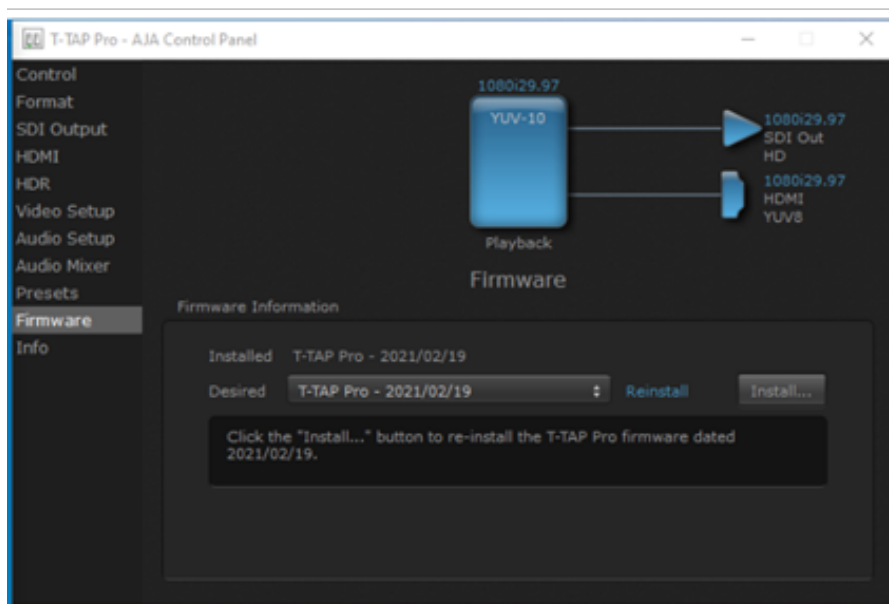 T-TAP Pro - AJA Control Panel
Control
Format
SDI Output
HDMI
HDR
Video Setup
Audio Setup
Audio Mixer
Presets
Firmware
Info
1080i29.97
YUV-10
Playback
1080i29.97
SDI Out
HD
1080i29.97
HDMI
YUV8
Firmware
Firmware Information
Installed T-TAP Pro - 2021/02/19
Desired T-TAP Pro - 2021/02/19 Reinstall Install...
Click the "Install..." button to re-install the T-TAP Pro firmware dated
2021/02/19.